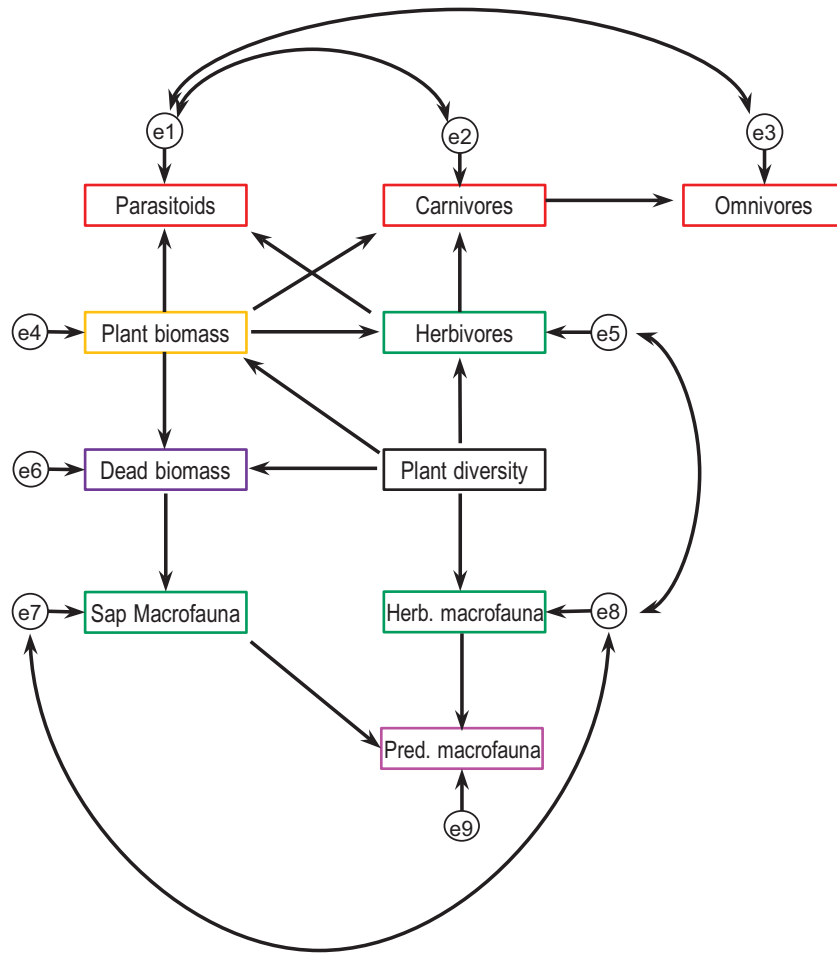 e1
e2
e3
Parasitoids
Carnivores
Omnivores
e4
Plant biomass
Herbivores
e5
e6
Dead biomass
Plant diversity
e7
Sap Macrofauna
Herb. macrofauna
e8
Pred. macrofauna
e9